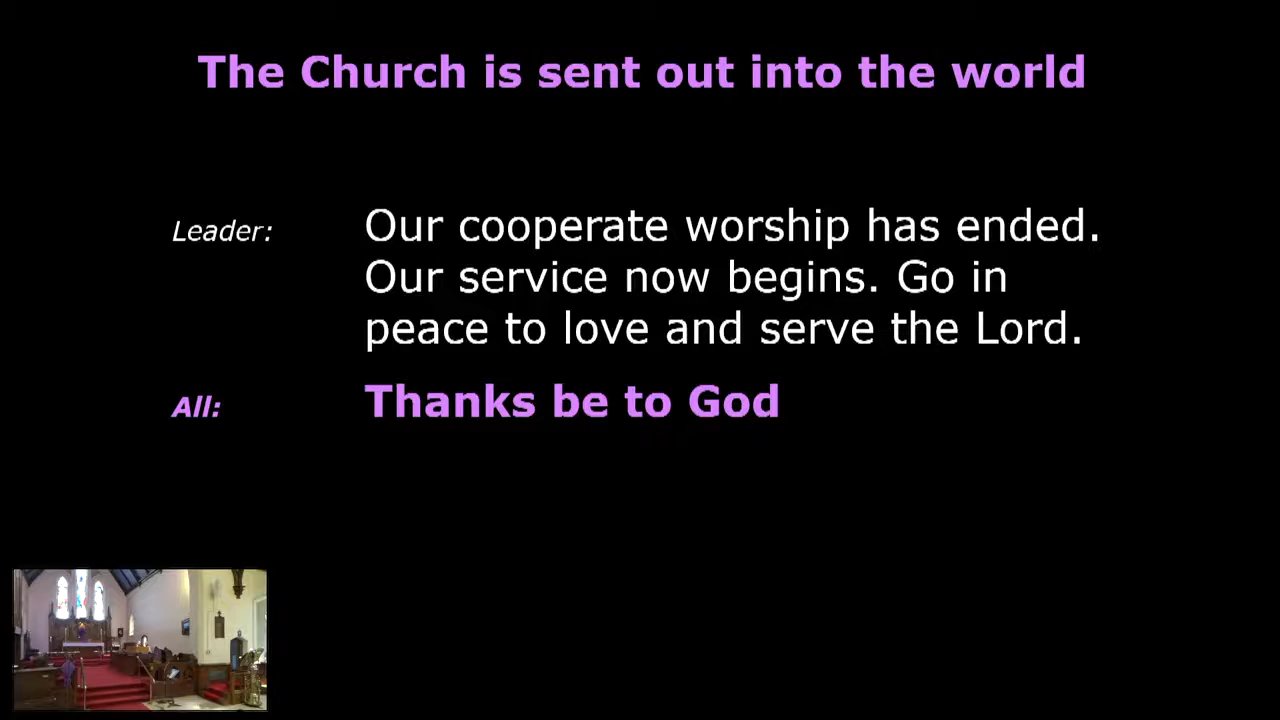 The Church is sent out into the world
Leader: Our cooperate worship has ended.
Our service now begins. Go in
peace to love and serve the Lord.
All: Thanks be to God